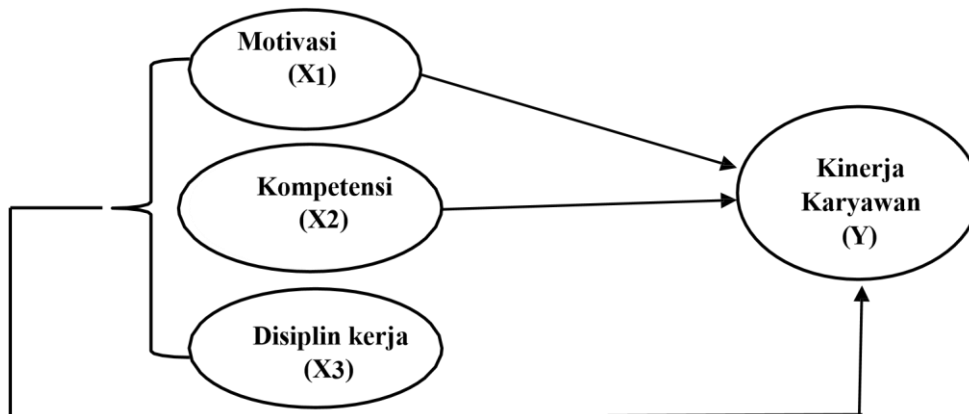 Motivasi
(X1)
Kompetensi
(X2)
Disiplin kerja
(X3)
Kinerja
Karyawan
(Y)